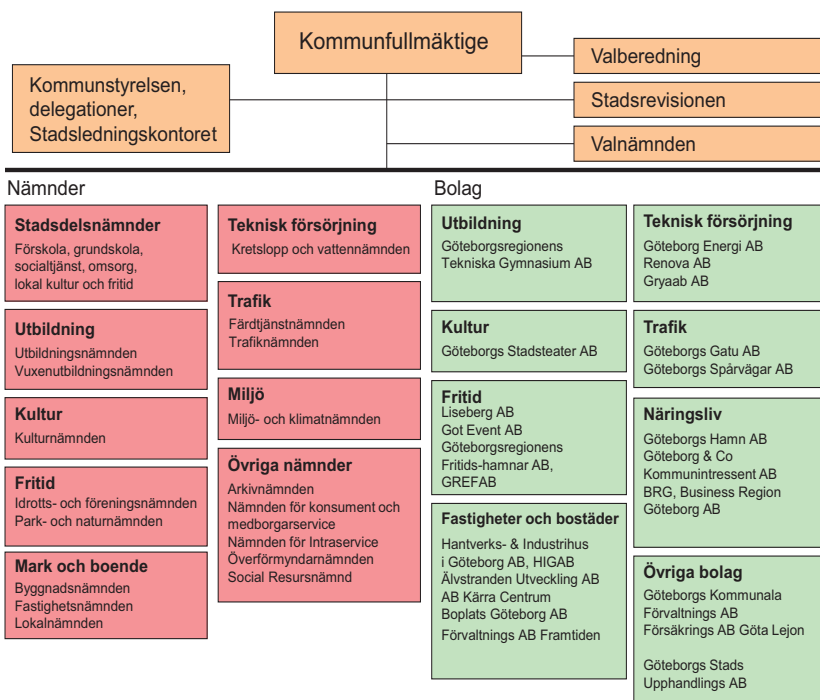 Kommunfullmäktige
Kommunstyrelsen,
delegationer,
Stadsledningskontoret
Valberedning
Stadsrevisionen
Valnämnden
Nämnder
Stadsdelsnämnder
Förskola, grundskola,
socialtjänst, omsorg,
lokal kultur och fritid
Utbildning
Utbildningsnämnden
Vuxenutbildningsnämnden
Kultur
Kulturnämnden
Fritid
Idrotts- och föreningsnämnden
Park- och naturnämnden
Mark och boende
Byggnadsnämnden
Fastighetsnämnden
Lokalnämnden
Teknisk försörjning
Kretslopp och vattennämnden
Trafik
Färdtjänstnämnden
Trafiknämnden
Miljö
Miljö- och klimatnämnden
Övriga nämnder
Arkivnämnden
Nämnden för konsument och
medborgarservice
Nämnden för Intraservice
Överförmyndarnämnden
Social Resursnämnd
Bolag
Utbildning
Göteborgsregionens
Tekniska Gymnasium AB
Kultur
Göteborgs Stadsteater AB
Fritid
Liseberg AB
Got Event AB
Göteborgsregionens
Fritids-hamnar AB,
GREFAB
Fastigheter och bostäder
Hantverks- & Industrihus
i Göteborg AB, HIGAB
Älvstranden Utveckling AB
AB Kärra Centrum
Boplats Göteborg AB
Förvaltnings AB Framtiden
Teknisk försörjning
Göteborg Energi AB
Renova AB
Gryaab AB
Trafik
Göteborgs Gatu AB
Göteborgs Spårvägar AB
Näringsliv
Göteborgs Hamn AB
Göteborg & Co
Kommunintressent AB
BRG, Business Region
Göteborg AB
Övriga bolag
Göteborgs Kommunala
Förvaltnings AB
Försäkrings AB Göta Lejon
Göteborgs Stads
Upphandlings AB